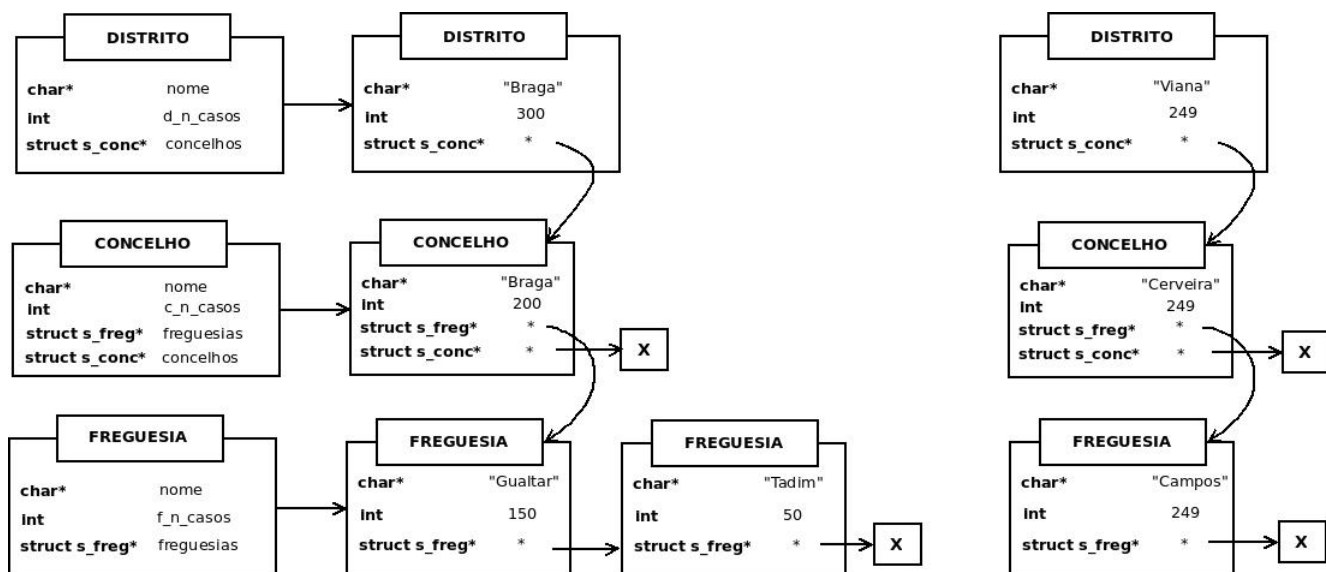 DISTRITO
char* nome
int d_n_casos
struct s_conc* concelhos
DISTRITO
char* "Braga"
int 300
struct s_conc* *
DISTRITO
char* "Viana"
int 249
struct s_conc* *
CONCELHO
char* nome
int c_n_casos
struct s_freg* freguesias
struct s_conc* concelhos
CONCELHO
char* "Braga"
int 200
struct s_freg* *
struct s_conc* *
X
CONCELHO
char* "Cerveira"
int 249
struct s_freg* *
struct s_conc* *
X
FREGUESIA
char* nome
int f_n_casos
struct s_freg* freguesias
FREGUESIA
char* "Gualtar"
int 150
struct s_freg* *
FREGUESIA
char* "Tadim"
int 50
struct s_freg* *
X
FREGUESIA
char* "Campos"
int 249
struct s_freg* *
X